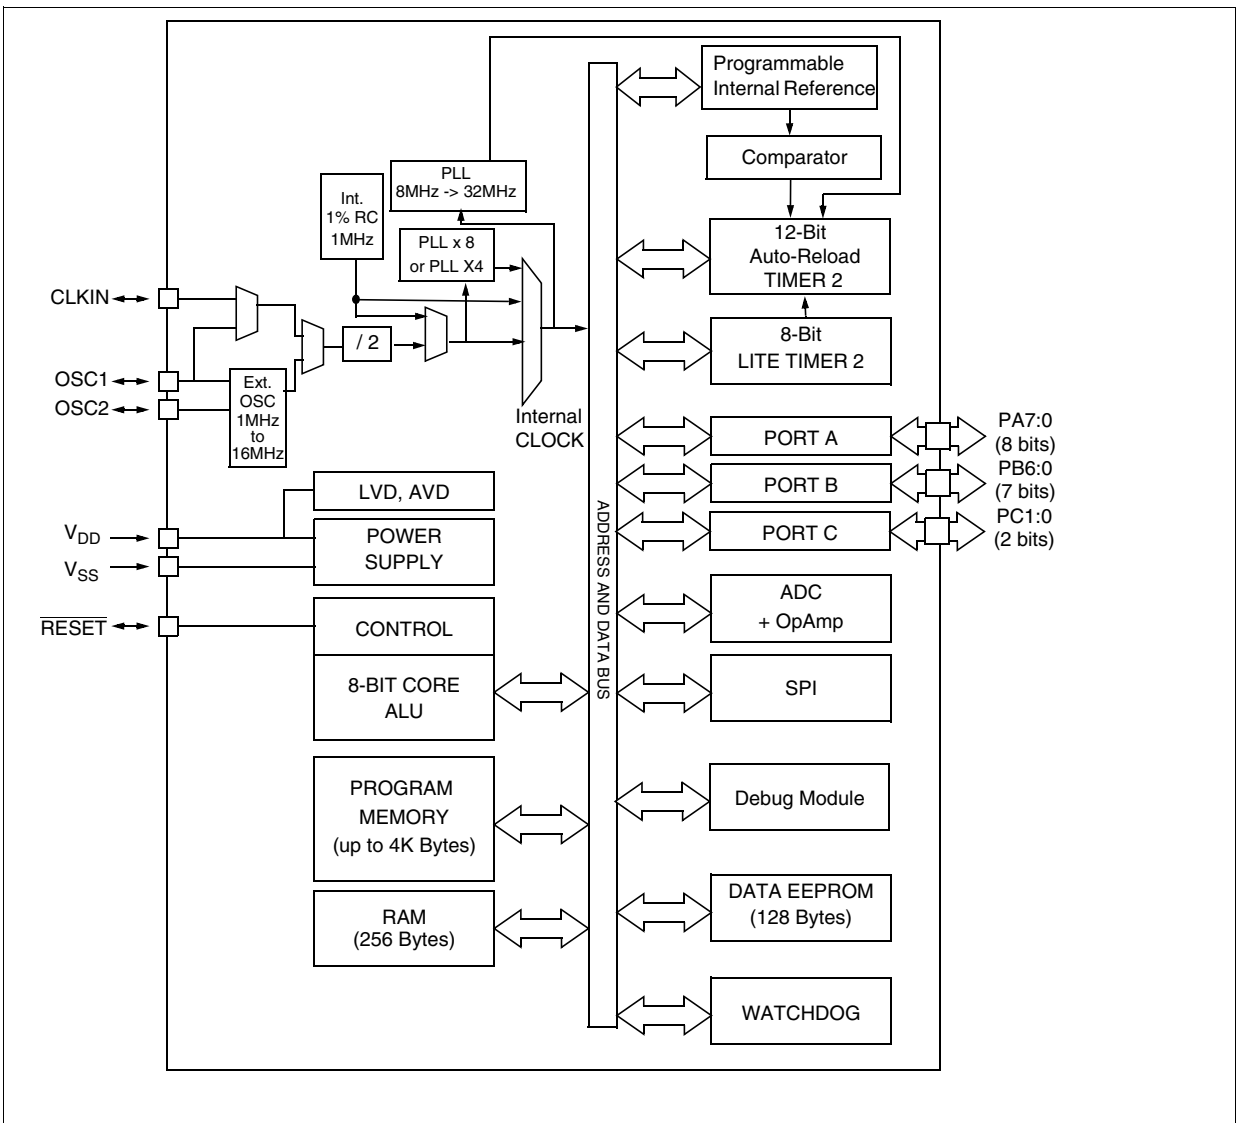 Programmable
Internal Reference
Comparator
PLL
8MHz -> 32MHz
Int.
1% RC
1MHz
PLL x 8
or PLL X4
12-Bit
Auto-Reload
TIMER 2
CLKIN
/ 2
8-Bit
LITE TIMER 2
OSC1
OSC2
Ext.
OSC
1MHz
to
16MHz
Internal
CLOCK
PORT A
PA7:0
(8 bits)
PORT B
PB6:0
(7 bits)
PORT C
PC1:0
(2 bits)
LVD, AVD
VDD
VSS
POWER
SUPPLY
ADDRESS AND DATA BUS
ADC
+ OpAmp
RESET
CONTROL
8-BIT CORE
ALU
SPI
PROGRAM
MEMORY
(up to 4K Bytes)
Debug Module
RAM
(256 Bytes)
DATA EEPROM
(128 Bytes)
WATCHDOG